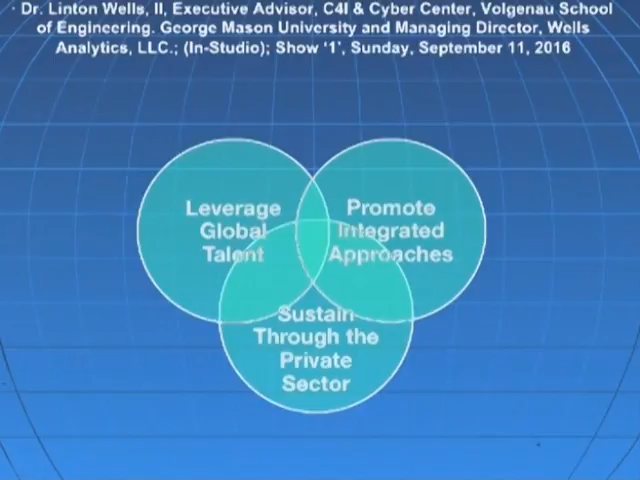 · Dr. Linton Wells, II, Executive Advisor, C4I & Cyber Center, Volgenau School
of Engineering. George Mason University and Managing Director, Wells
Analytics, LLC.; (In-Studio); Show ‘1’, Sunday, September 11, 2016
Leverage
Global
Talent
Promote
Integrated
Approaches
Sustain
Through the
Private
Sector